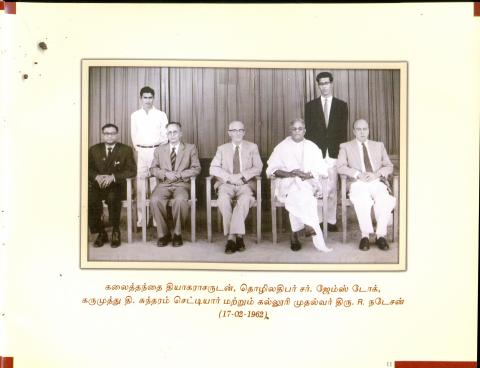 கலைத்தந்தை தியாகராசருடன், தொழிலதிபர் சர். ஜேம்ஸ் டோக்,
கருமுத்து தி. சுந்தரம் செட்டியார் மற்றும் கல்லூரி முதல்வர் திரு. ஈ. நடேசன்
(17-02-1962)
11